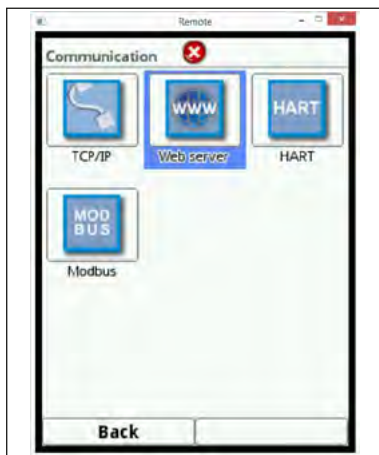 Remote
Communication
WWW
HART
TCP/IP
Web server
HART
MOD
BUS
Modbus
Back